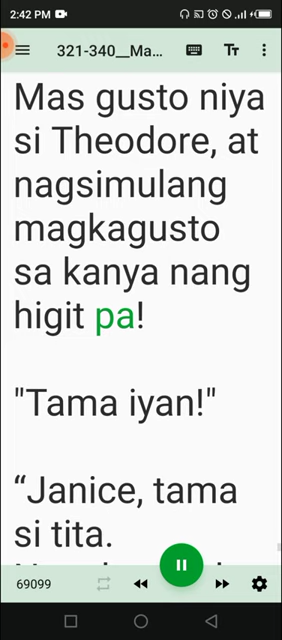 2:42 PM
321-340__Ma...
Mas gusto niya
si Theodore, at
nagsimulang
magkagusto
sa kanya nang
higit pa!
"Tama iyan!"
“Janice, tama
si tita.
69099